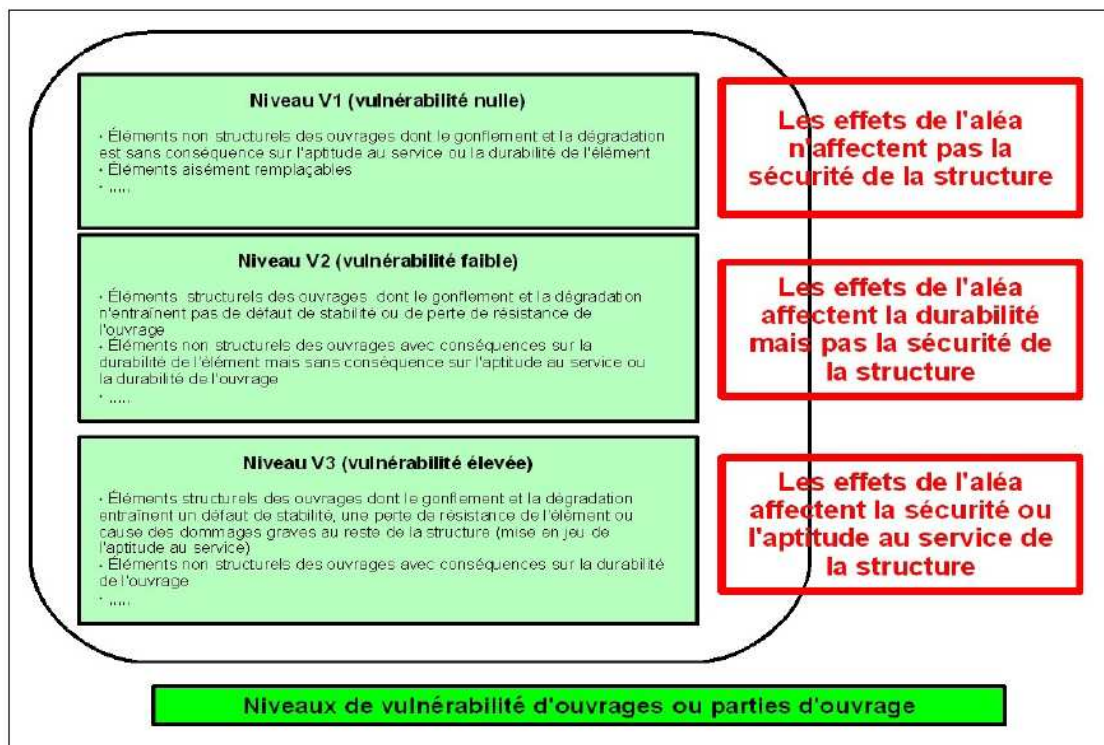 Niveau V1 (vulnérabilité nulle)
· Éléments non structurels des ouvrages dont le gonflement et la dégradation
est sans conséquence sur l'aptitude au service ou la durabilité de l'élément
· Éléments aisément remplaçables
· .....
Les effets de l'aléa
n'affectent pas la
sécurité de la structure
Niveau V2 (vulnérabilité faible)
· Éléments structurels des ouvrages dont le gonflement et la dégradation
n'entraînent pas de défaut de stabilité ou de perte de résistance de
l'ouvrage
· Éléments non structurels des ouvrages avec conséquences sur la
durabilité de l'élément mais sans conséquence sur l'aptitude au service ou
la durabilité de l'ouvrage
· .....
Les effets de l'aléa
affectent la durabilité
mais pas la sécurité de
la structure
Niveau V3 (vulnérabilité élevée)
· Éléments structurels des ouvrages dont le gonflement et la dégradation
entraînent un défaut de stabilité, une perte de résistance de l'élément ou
cause des dommages graves au reste de la structure (mise en jeu de
l'aptitude au service)
· Éléments non structurels des ouvrages avec conséquences sur la durabilité
de l'ouvrage
· .....
Les effets de l'aléa
affectent la sécurité ou
l'aptitude au service de
la structure
Niveaux de vulnérabilité d'ouvrages ou parties d'ouvrage